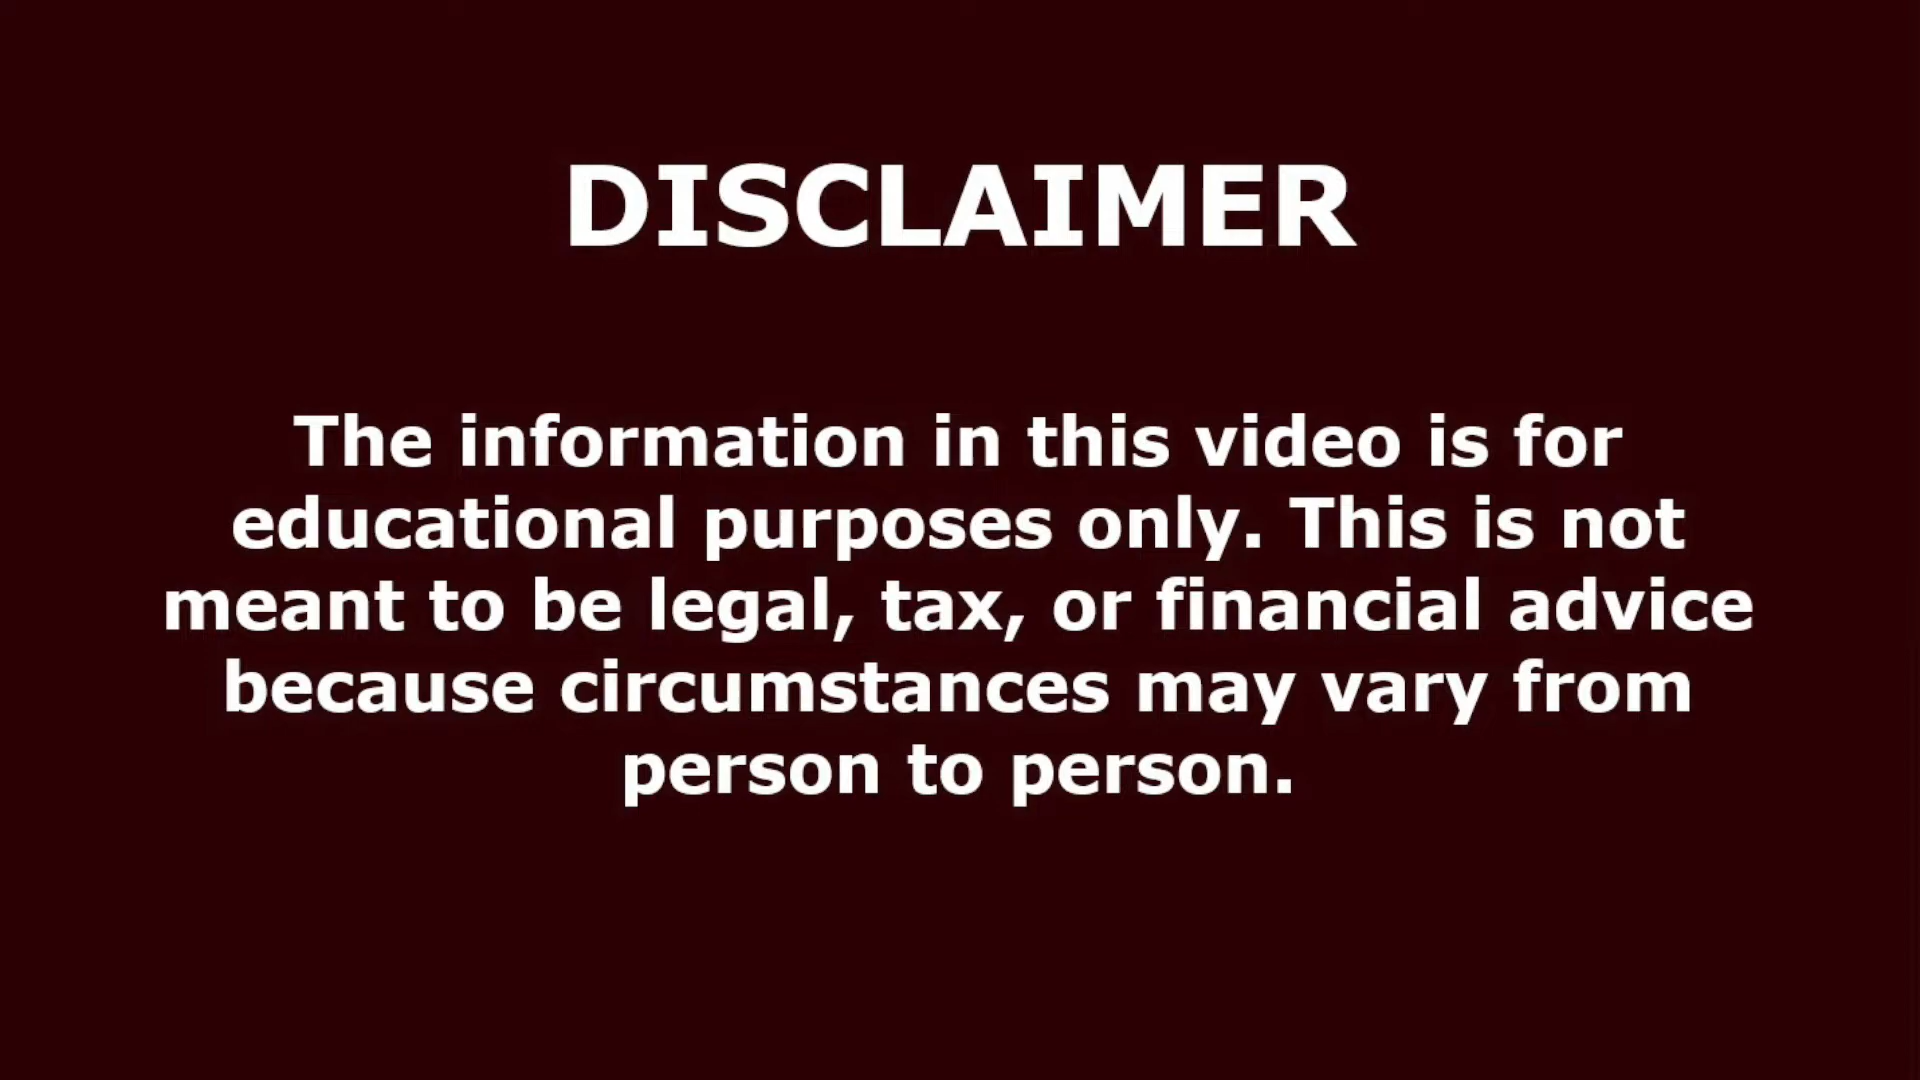 DISCLAIMER
The information in this video is for
educational purposes only. This is not
meant to be legal, tax, or financial advice
because circumstances may vary from
person to person.